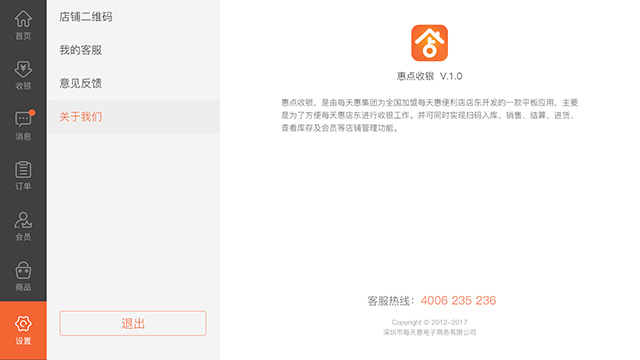 首页
收银
消息
订单
会员
商品
设置
店铺二维码
我的客服
意见反馈
关于我们
退出
惠点收银 V.1.0
惠点收银，是由每天惠集团为全国加盟每天惠便利店店东开发的一款平板应用，主要
是为了方便每天惠店东进行收银工作。并可同时实现扫码入库、销售、结算、进货、
查看库存及会员等店铺管理功能。
客服热线：4006 235 236
Copyright © 2012-2017
深圳市每天惠电子商务有限公司